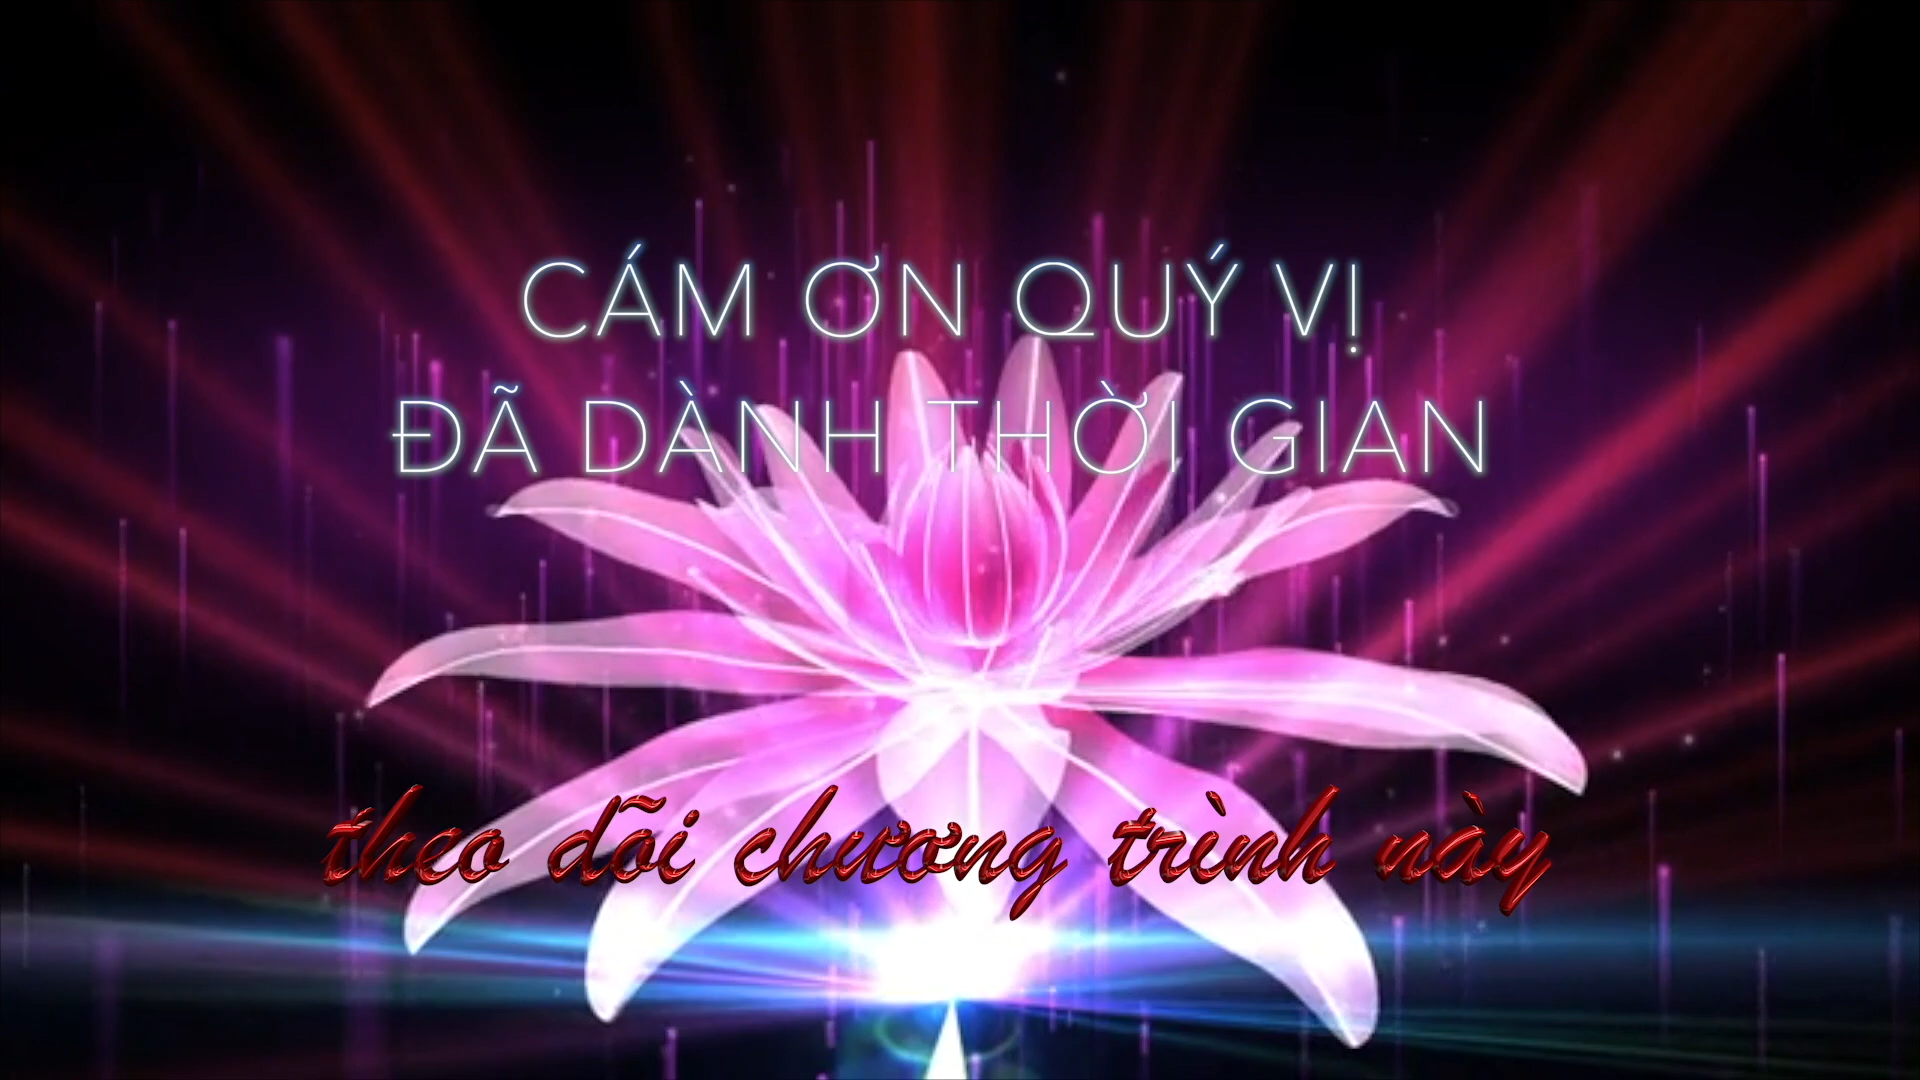 CÁM ƠN QUÝ VỊ
ĐÃ DÀNH THỜI GIAN
theo dõi chương trình này